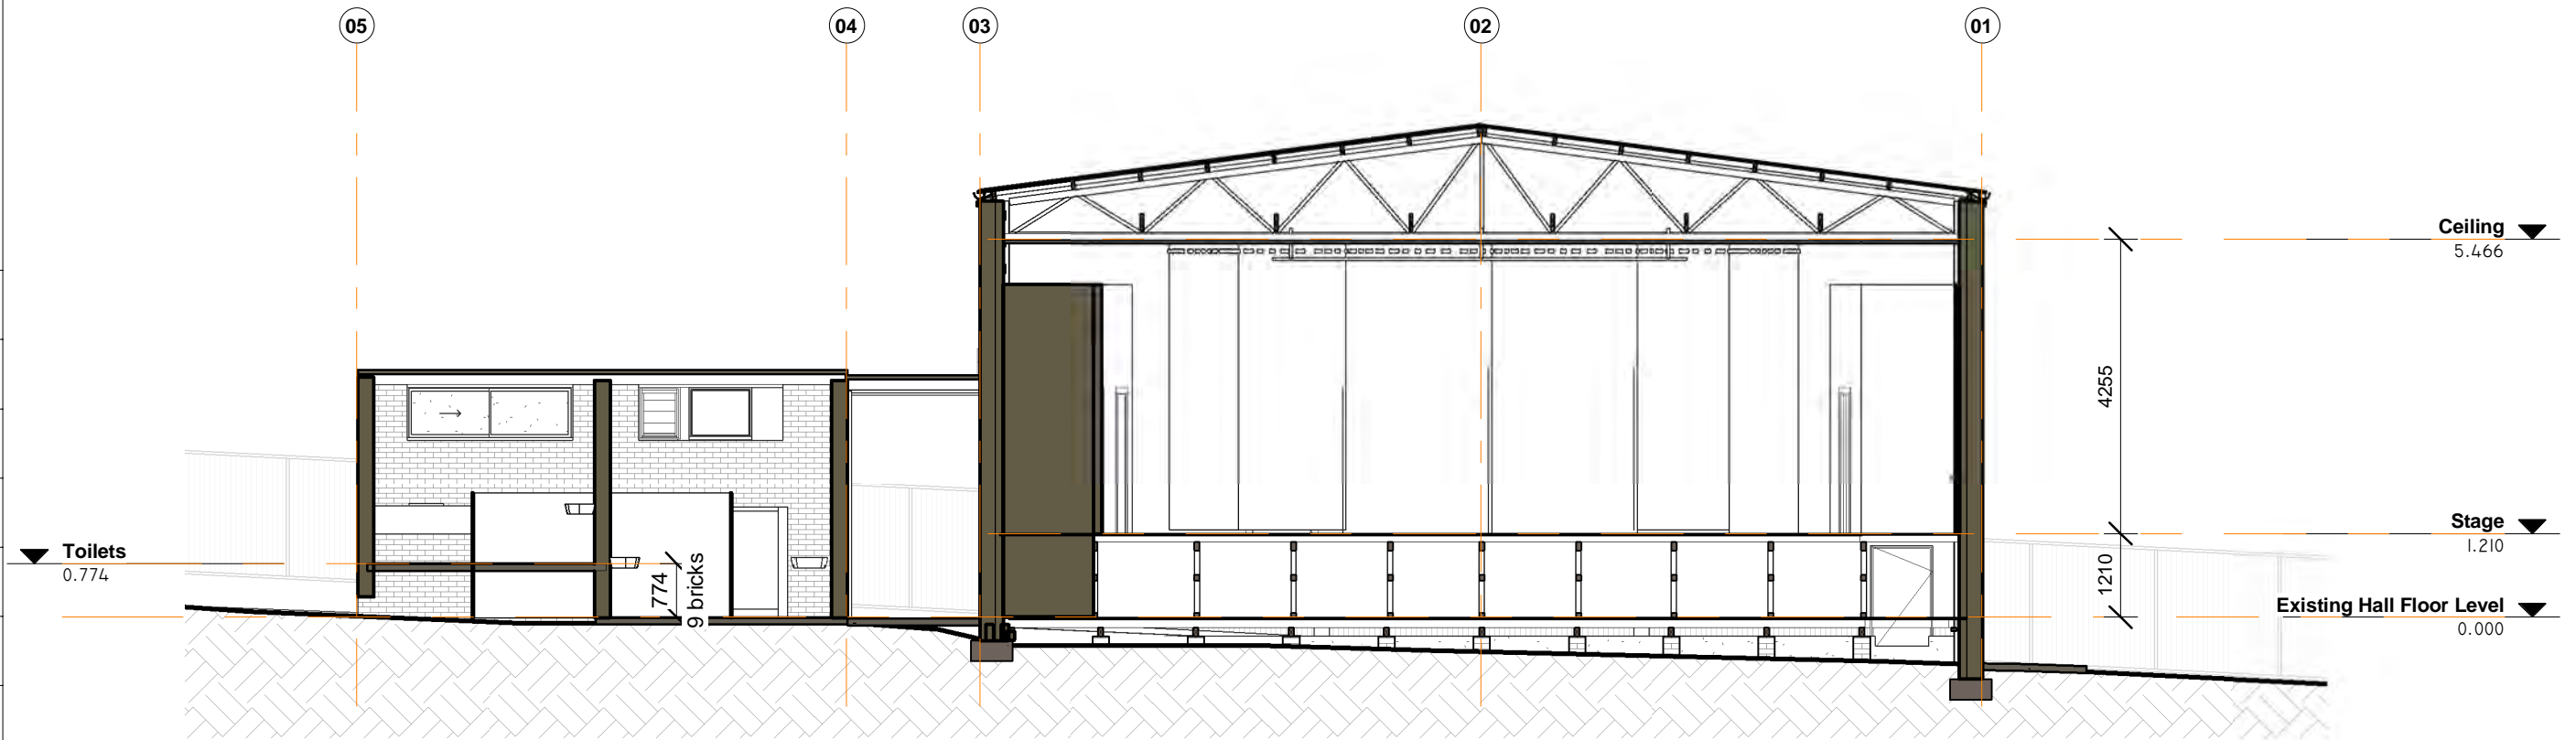 05
04
03
02
01
Ceiling
5.466
4255
Stage
1.210
Toilets
0.774
774
9 bricks
1210
Existing Hall Floor Level
0.000